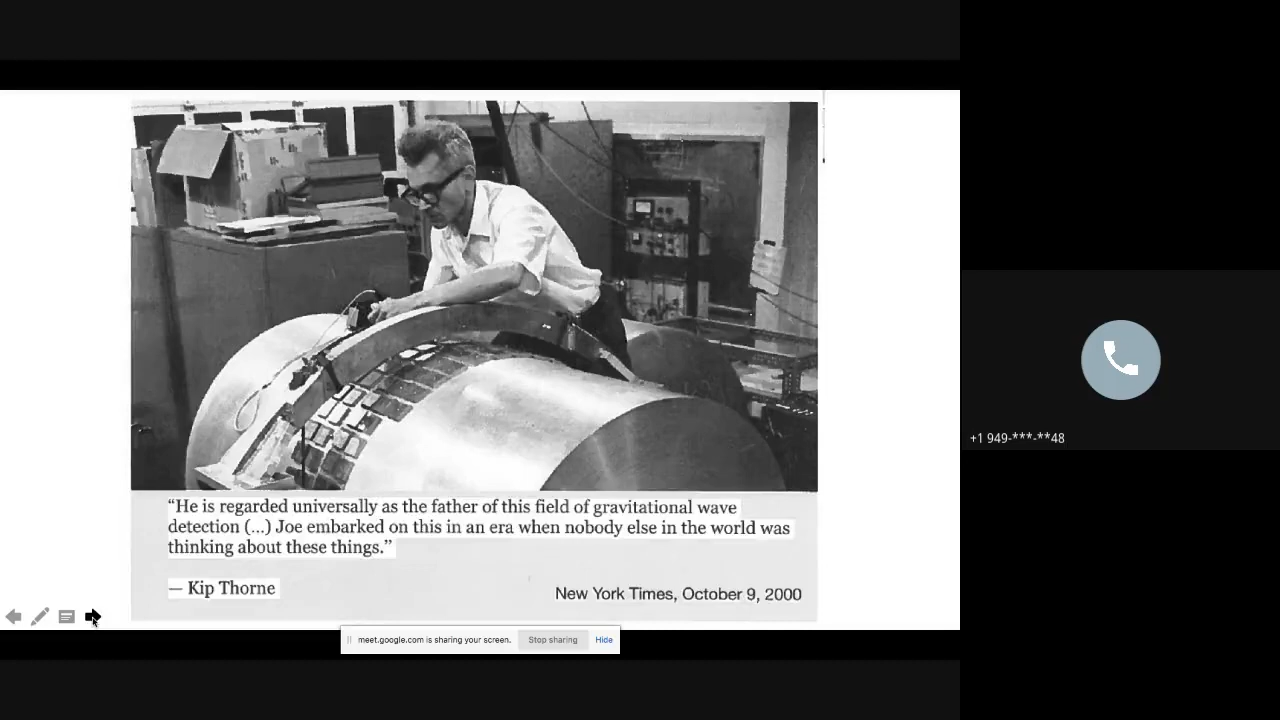 “He is regarded universally as the father of this field of gravitational wave
detection (...) Joe embarked on this in an era when nobody else in the world was
thinking about these things.”
— Kip Thorne
New York Times, October 9, 2000
meet.google.com is sharing your screen.
Stop sharing
Hide
+1 949-***-**48